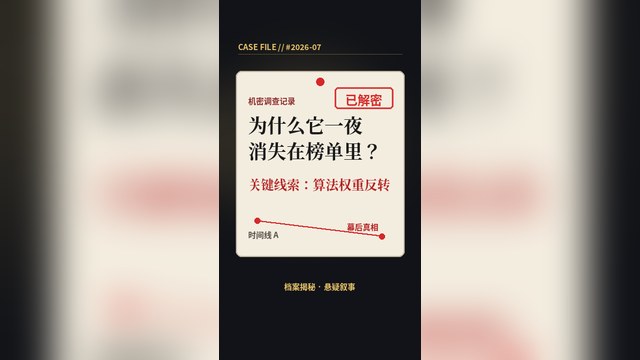 CASE FILE // #2026-07
机密调查记录
已解密
为什么它一夜
消失在榜单里？
关键线索：算法权重反转
幕后真相
时间线 A
档案揭秘 · 悬疑叙事